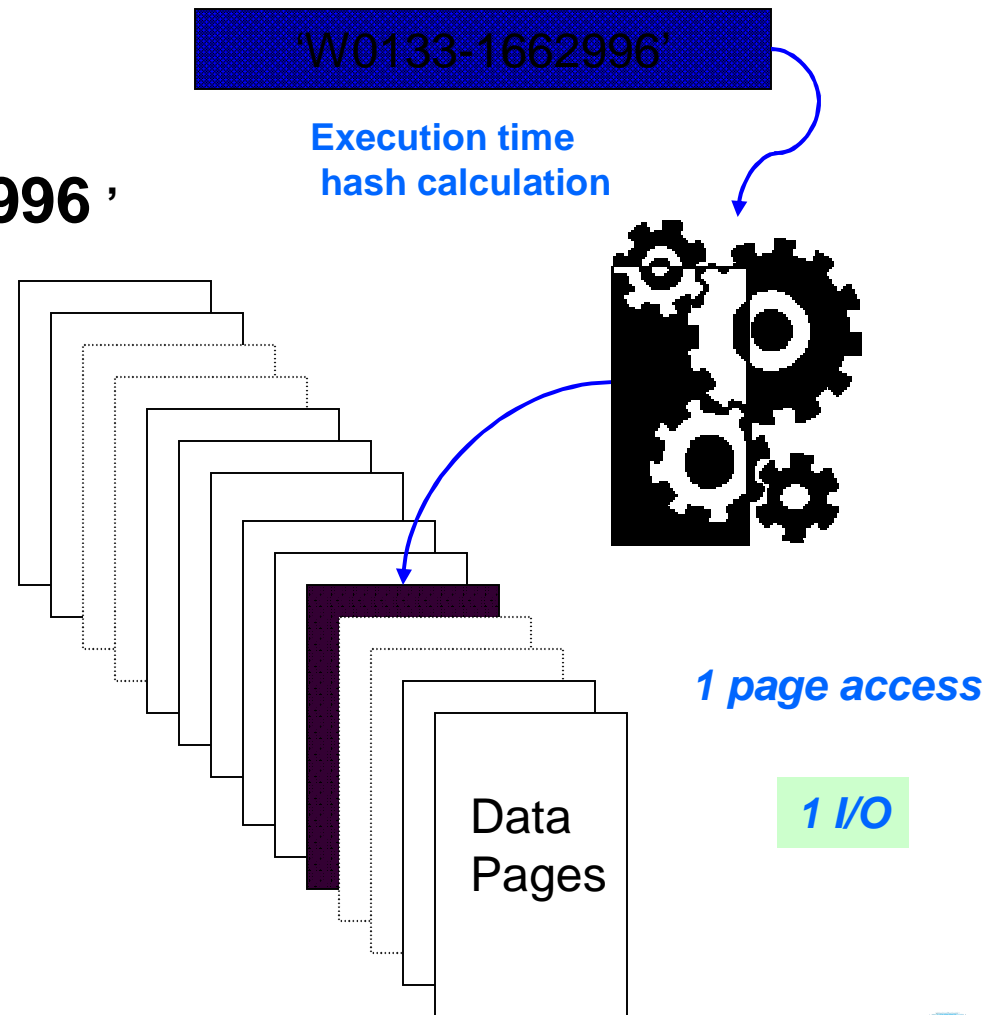 ‘W0133-1662996’
Execution time
hash calculation
996 ’
1 page access
1 I/O
Data
Pages